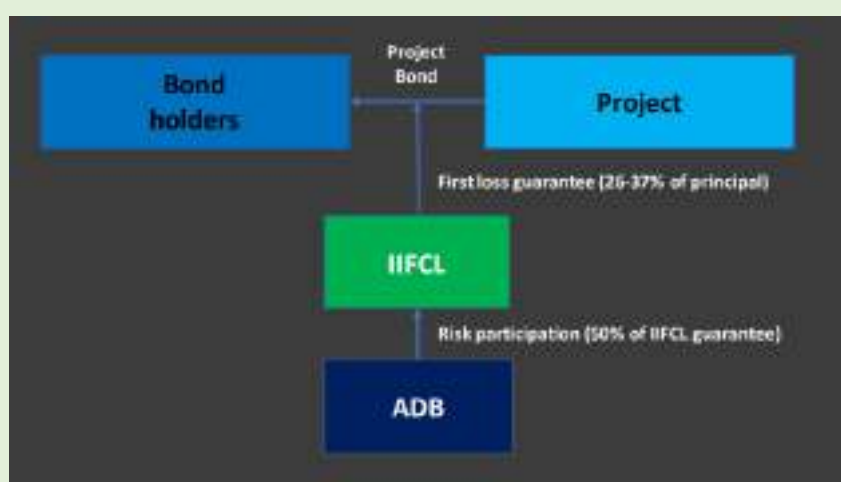 Project
Bond
Bond
holders
Project
First loss guarantee (26-37% of principal)
IIFCL
Risk participation (50% of IIFCL guarantee)
ADB